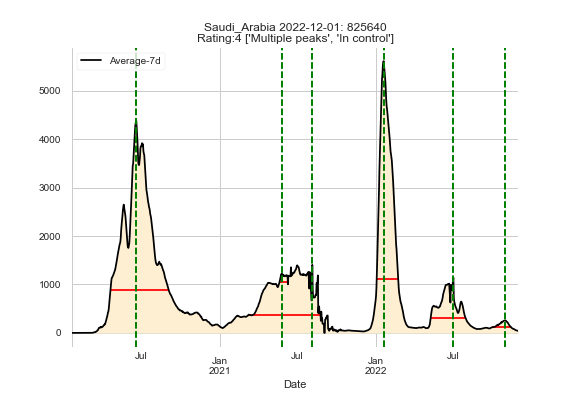 Saudi_Arabia 2022-12-01: 825640
Rating:4 ['Multiple peaks', 'In control']
Average-7d
5000
4000
3000
2000
1000
0
Jul
Jan
2021
Jul
Jan
2022
Jul
Date